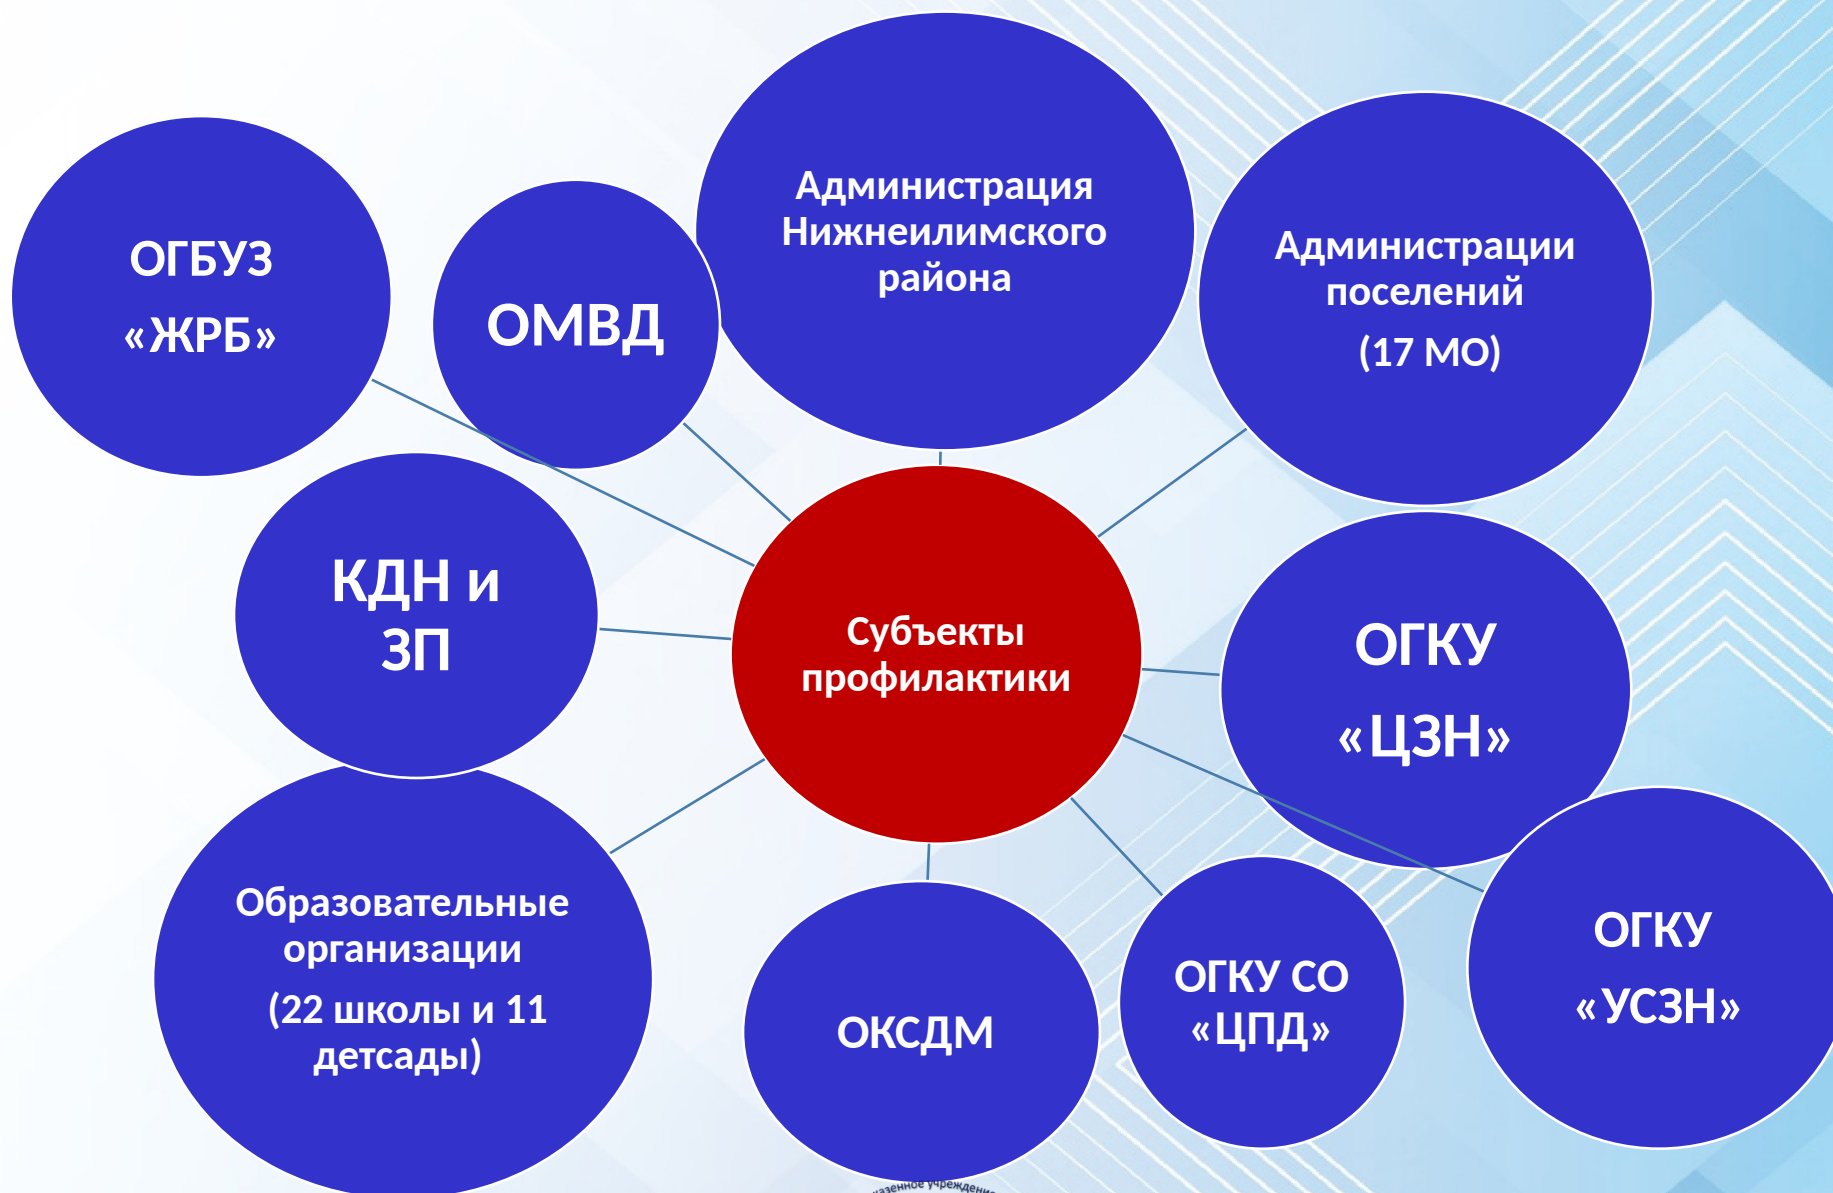 Администрация
Нижнеилимского
района
Администрации
поселений
(17 МО)
ОГБУЗ
«ЖРБ»
ОМВД
КДН и
ЗП
Субъекты
профилактики
ОГКУ
«ЦЗН»
Образовательные
организации
(22 школы и 11
детсады)
ОКСДМ
ОГКУ СО
«ЦПД»
ОГКУ
«УСЗН»
учреждение